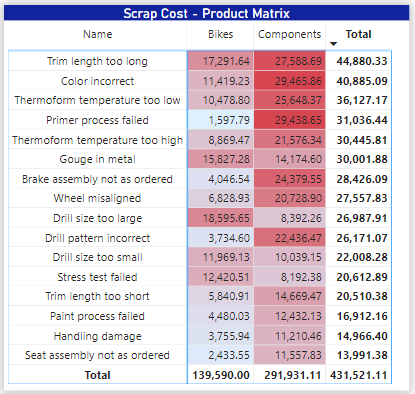 Scrap Cost - Product Matrix
Name Bikes Components Total
Trim length too long 17,291.64 27,588.69 44,880.33
Color incorrect 11,419.23 29,465.86 40,885.09
Thermoform temperature too low 10,478.80 25,648.37 36,127.17
Primer process failed 1,597.79 29,438.65 31,036.44
Thermoform temperature too high 8,869.47 21,576.34 30,445.81
Gouge in metal 15,827.28 14,174.60 30,001.88
Brake assembly not as ordered 4,046.54 24,379.55 28,426.09
Wheel misaligned 6,828.93 20,728.90 27,557.83
Drill size too large 18,595.65 8,392.26 26,987.91
Drill pattern incorrect 3,734.60 22,436.47 26,171.07
Drill size too small 11,969.13 10,039.15 22,008.28
Stress test failed 12,420.51 8,192.38 20,612.89
Trim length too short 5,840.91 14,669.47 20,510.38
Paint process failed 4,480.03 12,432.13 16,912.16
Handling damage 3,755.94 11,210.46 14,966.40
Seat assembly not as ordered 2,433.55 11,557.83 13,991.38
Total 139,590.00 291,931.11 431,521.11